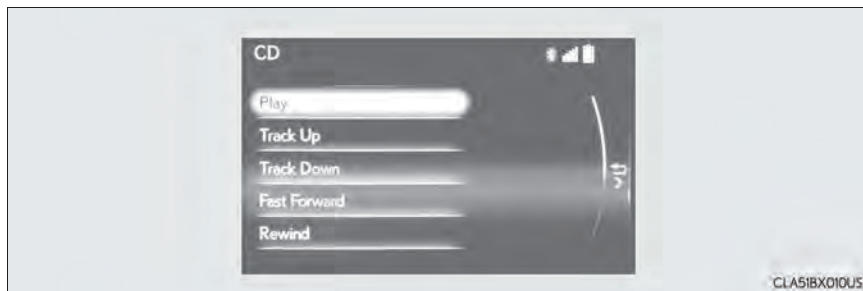 CD
Play
Track Up
Track Down
Fast Forward
Rewind
CLA51BX010US